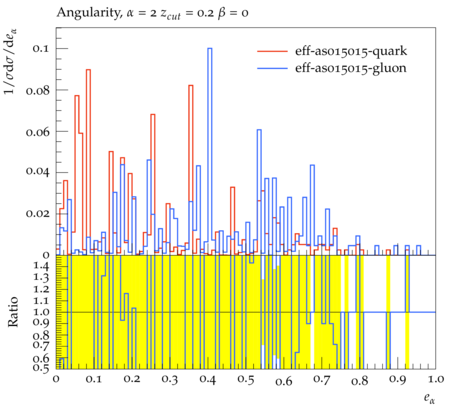 Angularity, α = 2 z_cut = 0.2 β = 0
1/σdσ/de_α
0.1
0.08
0.06
0.04
0.02
0
eff-as015015-quark
eff-as015015-gluon
Ratio
1.4
1.3
1.2
1.1
1.0
0.9
0.8
0.7
0.6
0.5
0 0.1 0.2 0.3 0.4 0.5 0.6 0.7 0.8 0.9 1.0
e_α